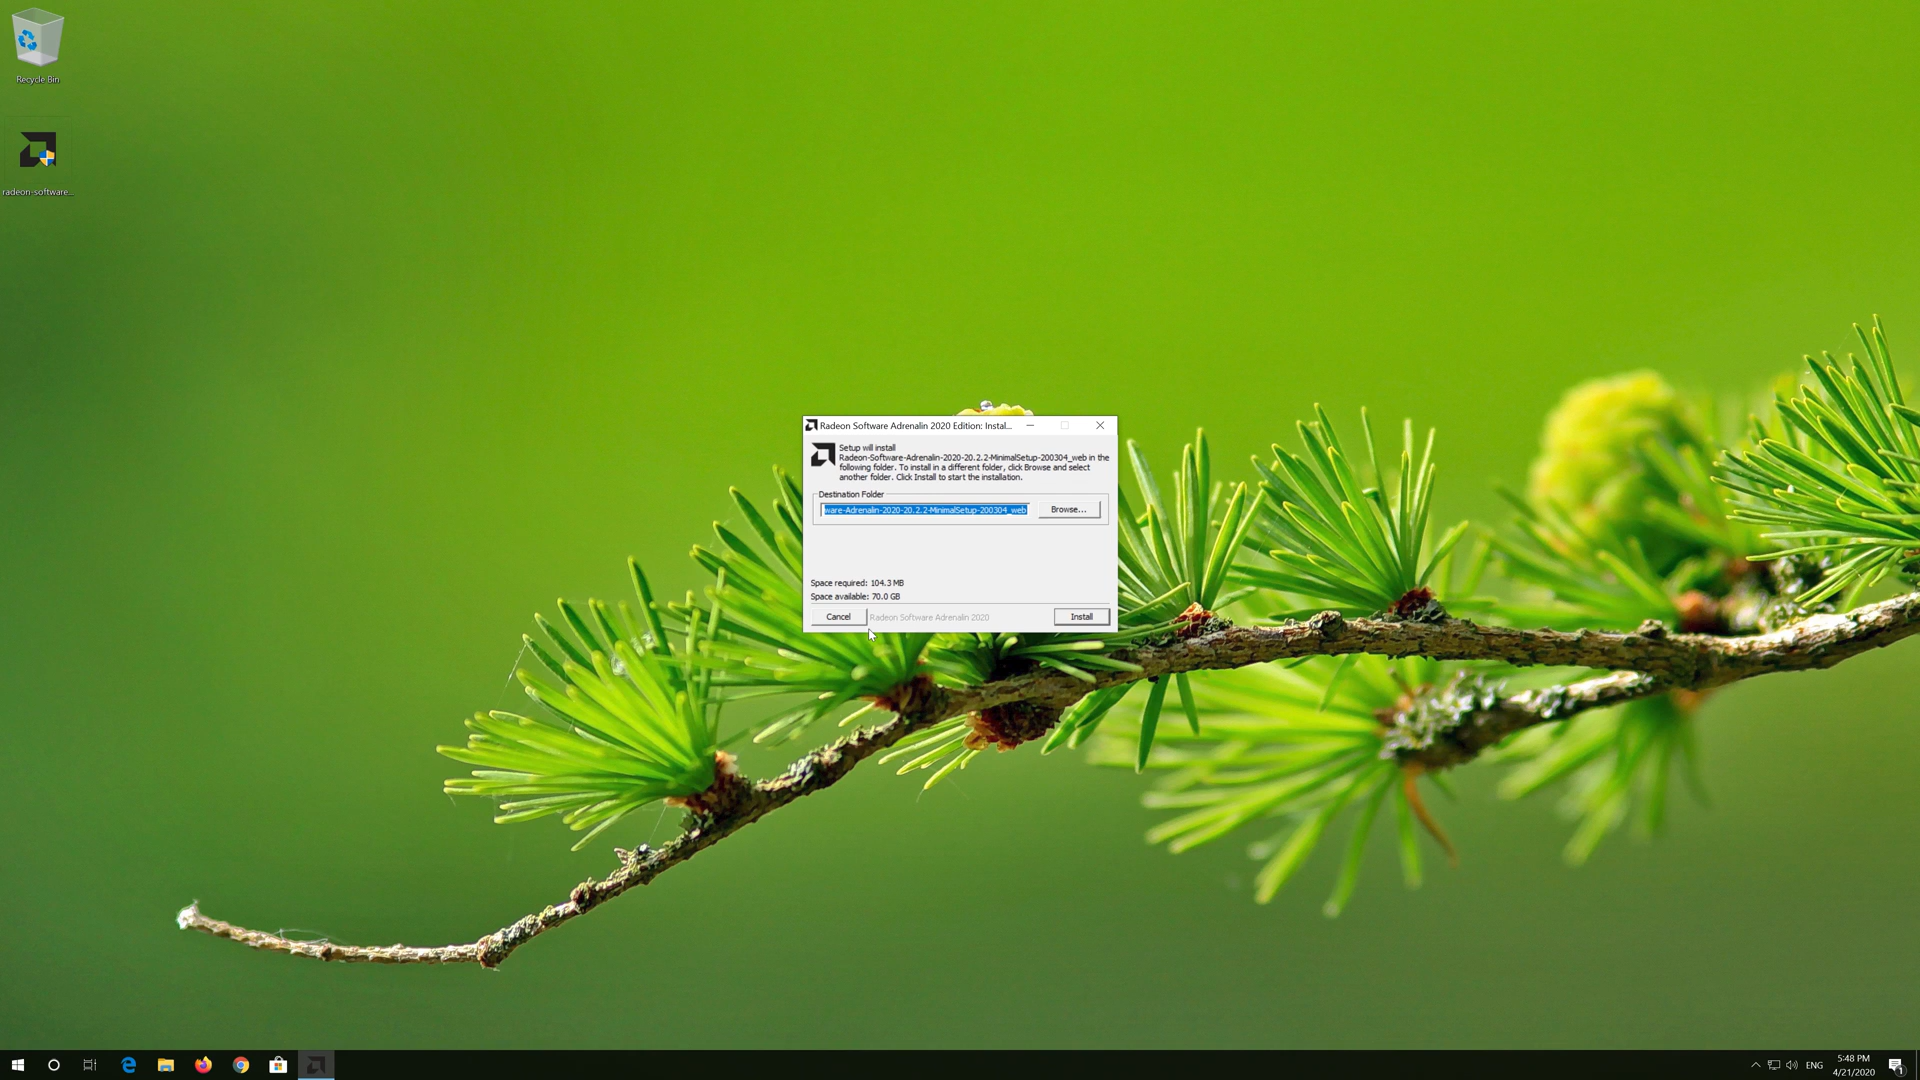 Recycle Bin
radeon-software...
Radeon Software Adrenalin 2020 Edition: Instal...
Setup will install
Radeon-Software-Adrenalin-2020-20.2.2-MinimalSetup-200304_web in the
following folder. To install in a different folder, click Browse and select
another folder. Click Install to start the installation.
Destination Folder
ware-Adrenalin-2020-20.2.2-MinimalSetup-200304_web
Browse...
Space required: 104.3 MB
Space available: 70.0 GB
Cancel
Radeon Software Adrenalin 2020
Install
ENG
5:48 PM
4/21/2020
1